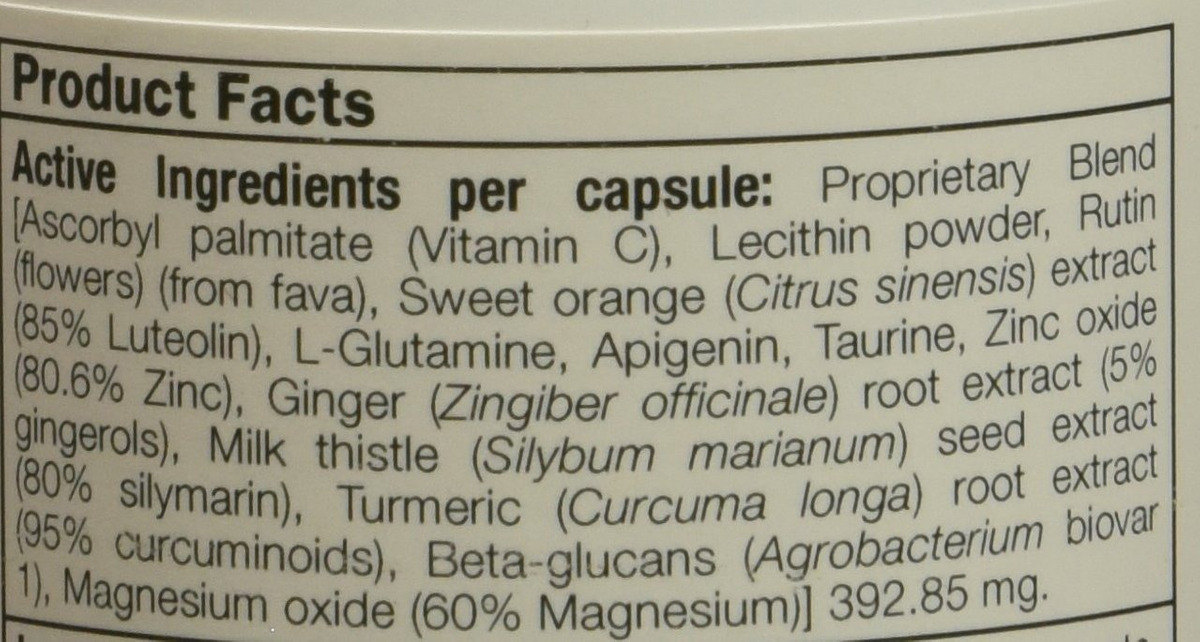 Product Facts
Active Ingredients per capsule: Proprietary Blend
[Ascorbyl palmitate (Vitamin C), Lecithin powder, Rutin
(flowers) (from fava), Sweet orange (Citrus sinensis) extract
(85% Luteolin), L-Glutamine, Apigenin, Taurine, Zinc oxide
(80.6% Zinc), Ginger (Zingiber officinale) root extract (5%
gingerols), Milk thistle (Silybum marianum) seed extract
(80% silymarin), Turmeric (Curcuma longa) root extract
(95% curcuminoids), Beta-glucans (Agrobacterium biovar
1), Magnesium oxide (60% Magnesium)] 392.85 mg.